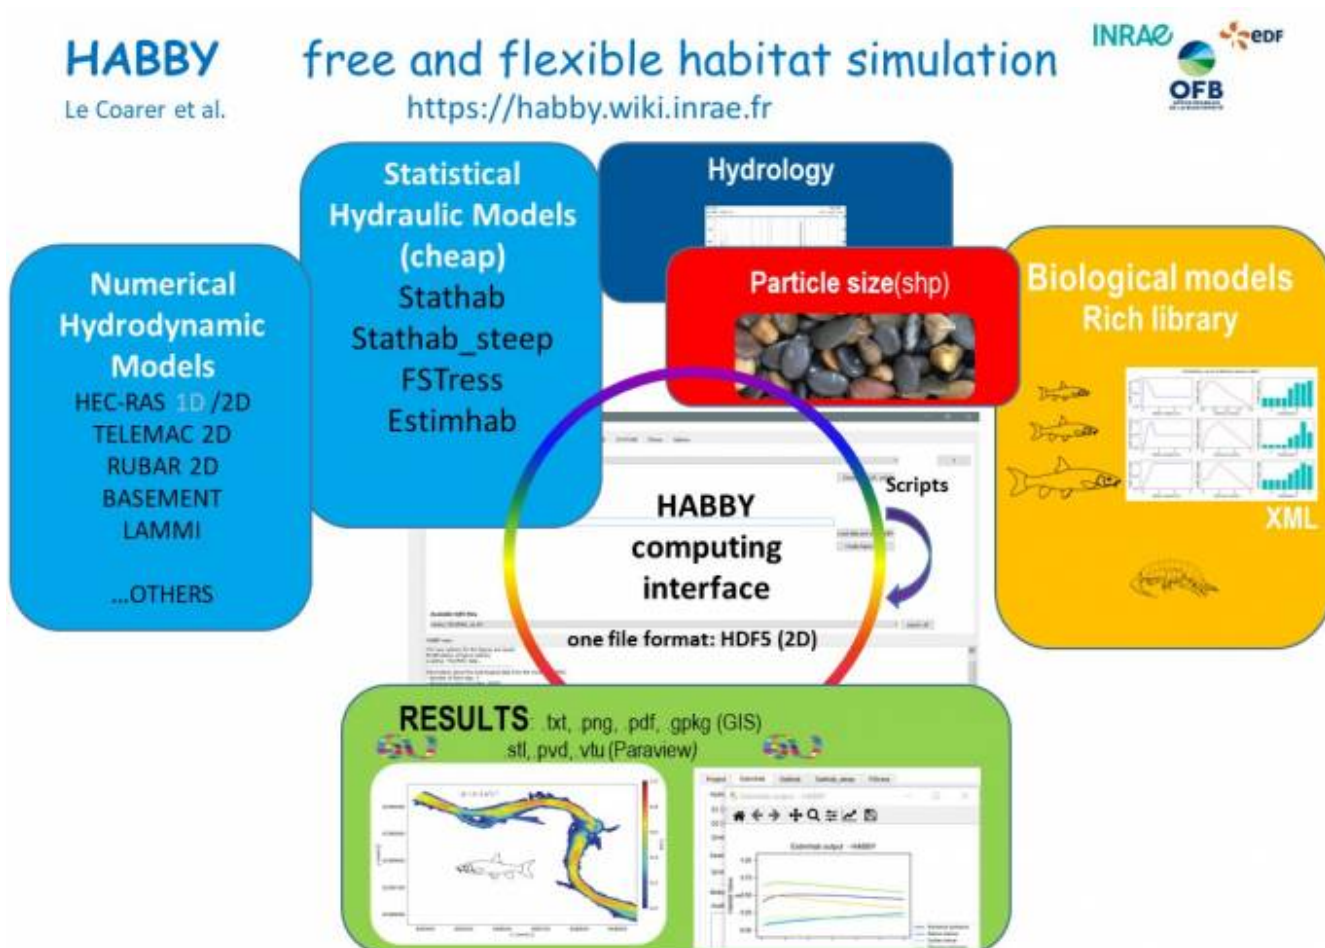 HABBY free and flexible habitat simulation
Le Coarer et al. https://habby.wiki.inrae.fr
INRAE
edf
OFB
Statistical
Hydraulic Models
(cheap)
Stathab
Stathab_steep
FSTress
Estimhab
Hydrology
Particle size(shp)
Numerical
Hydrodynamic
Models
HEC-RAS 1D /2D
TELEMAC 2D
RUBAR 2D
BASEMENT
LAMMI
...OTHERS
Biological models
Rich library
XML
Scripts
HABBY
computing
interface
one file format: HDF5 (2D)
RESULTS: .txt, .png, .pdf, .gpkg (GIS)
stl, pvd, vtu (Paraview)
Estimhab output - HABBY